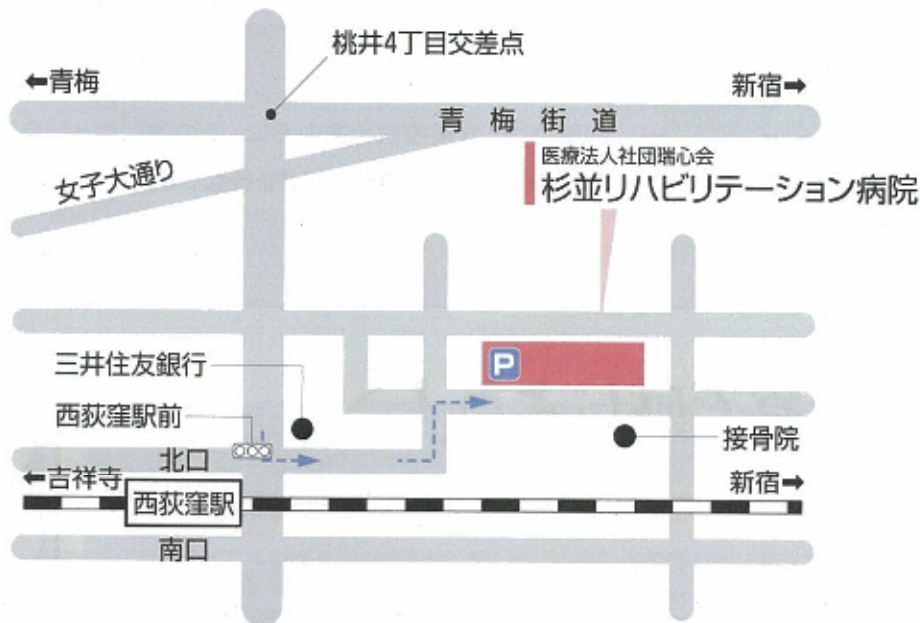 桃井4丁目交差点
←青梅
新宿→
青梅街道
女子大通り
医療法人社団瑞心会
杉並リハビリテーション病院
P
三井住友銀行
西荻窪駅前
接骨院
北口
←吉祥寺
新宿→
西荻窪駅
南口